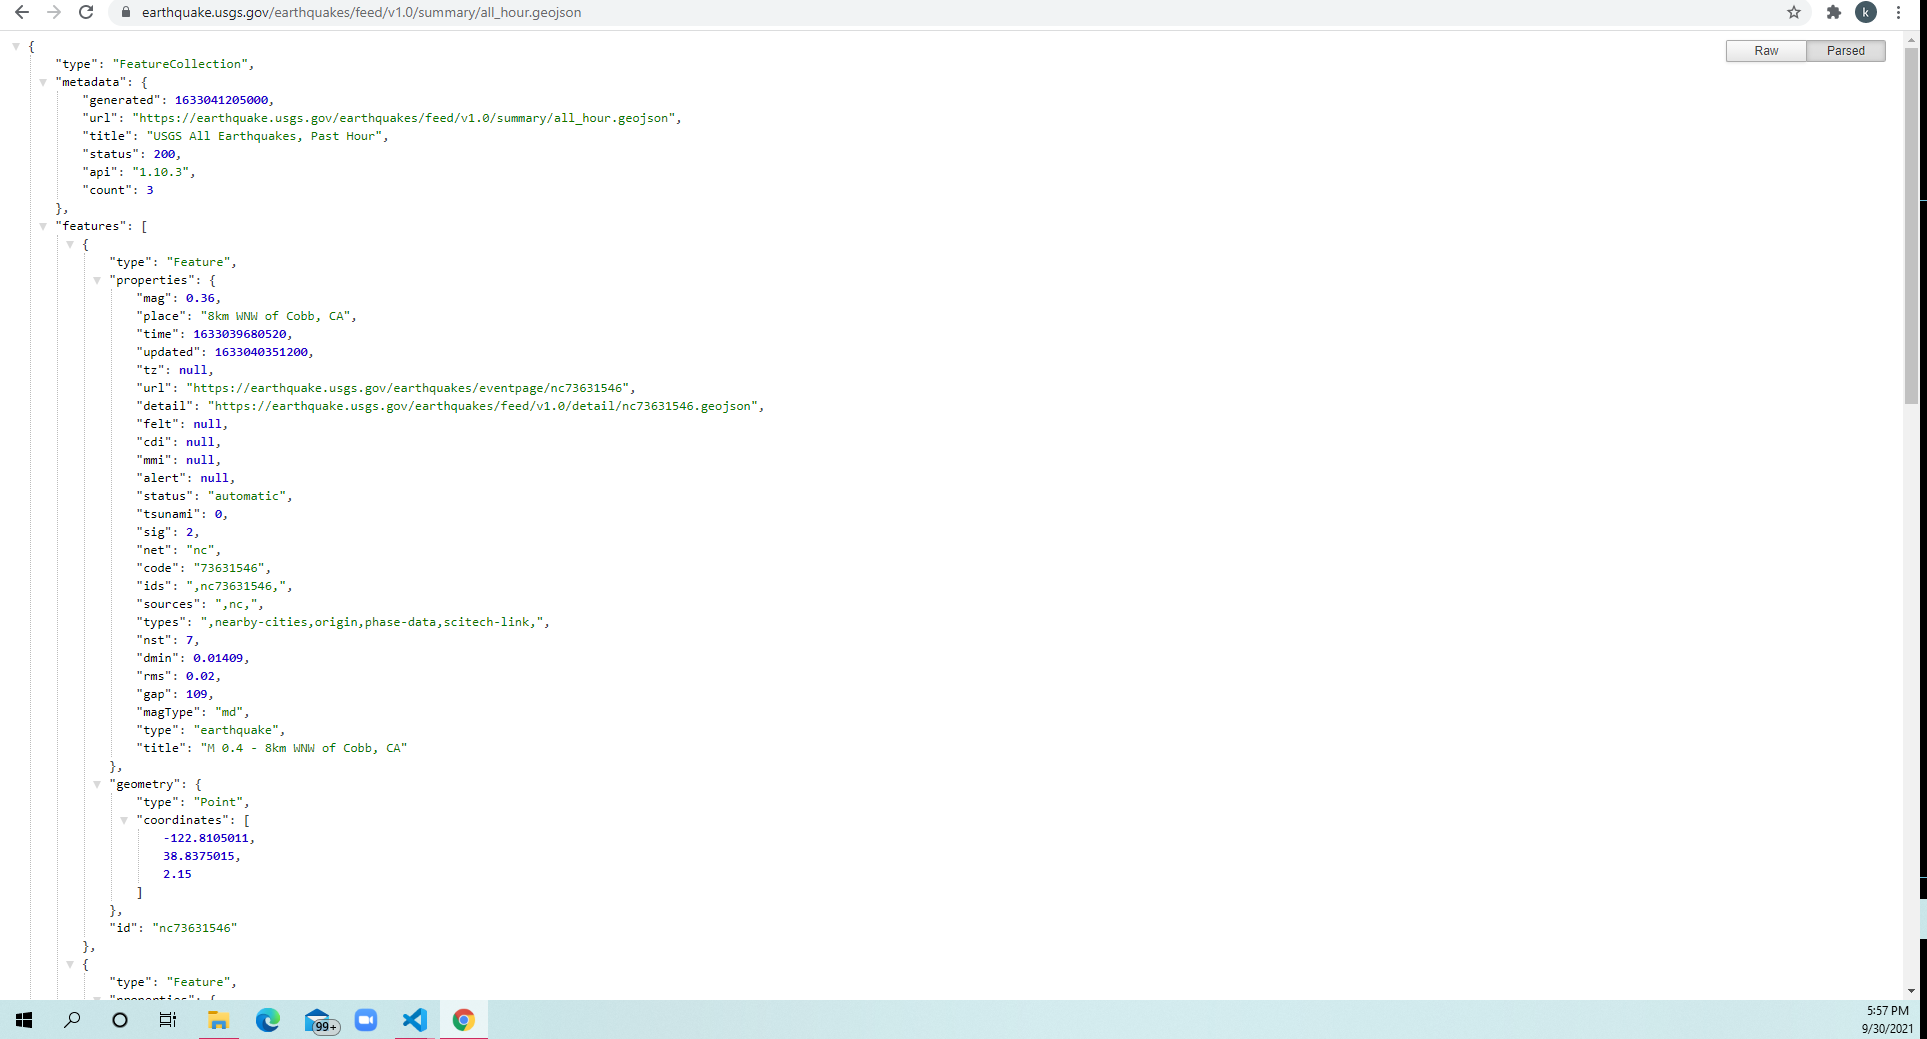 earthquake.usgs.gov/earthquakes/feed/v1.0/summary/all_hour.geojson
k
Raw Parsed
{
"type": "FeatureCollection",
"metadata": {
"generated": 1633041205000,
"url": "https://earthquake.usgs.gov/earthquakes/feed/v1.0/summary/all_hour.geojson",
"title": "USGS All Earthquakes, Past Hour",
"status": 200,
"api": "1.10.3",
"count": 3
},
"features": [
{
"type": "Feature",
"properties": {
"mag": 0.36,
"place": "8km WNW of Cobb, CA",
"time": 1633039680520,
"updated": 1633040351200,
"tz": null,
"url": "https://earthquake.usgs.gov/earthquakes/eventpage/nc73631546",
"detail": "https://earthquake.usgs.gov/earthquakes/feed/v1.0/detail/nc73631546.geojson",
"felt": null,
"cdi": null,
"mmi": null,
"alert": null,
"status": "automatic",
"tsunami": 0,
"sig": 2,
"net": "nc",
"code": "73631546",
"ids": ",nc73631546,",
"sources": ",nc,",
"types": ",nearby-cities,origin,phase-data,scitech-link,",
"nst": 7,
"dmin": 0.01409,
"rms": 0.02,
"gap": 109,
"magType": "md",
"type": "earthquake",
"title": "M 0.4 - 8km WNW of Cobb, CA"
},
"geometry": {
"type": "Point",
"coordinates": [
-122.8105011,
38.8375015,
2.15
]
},
"id": "nc73631546"
},
{
"type": "Feature",
"properties": {
99+
5:57 PM
9/30/2021